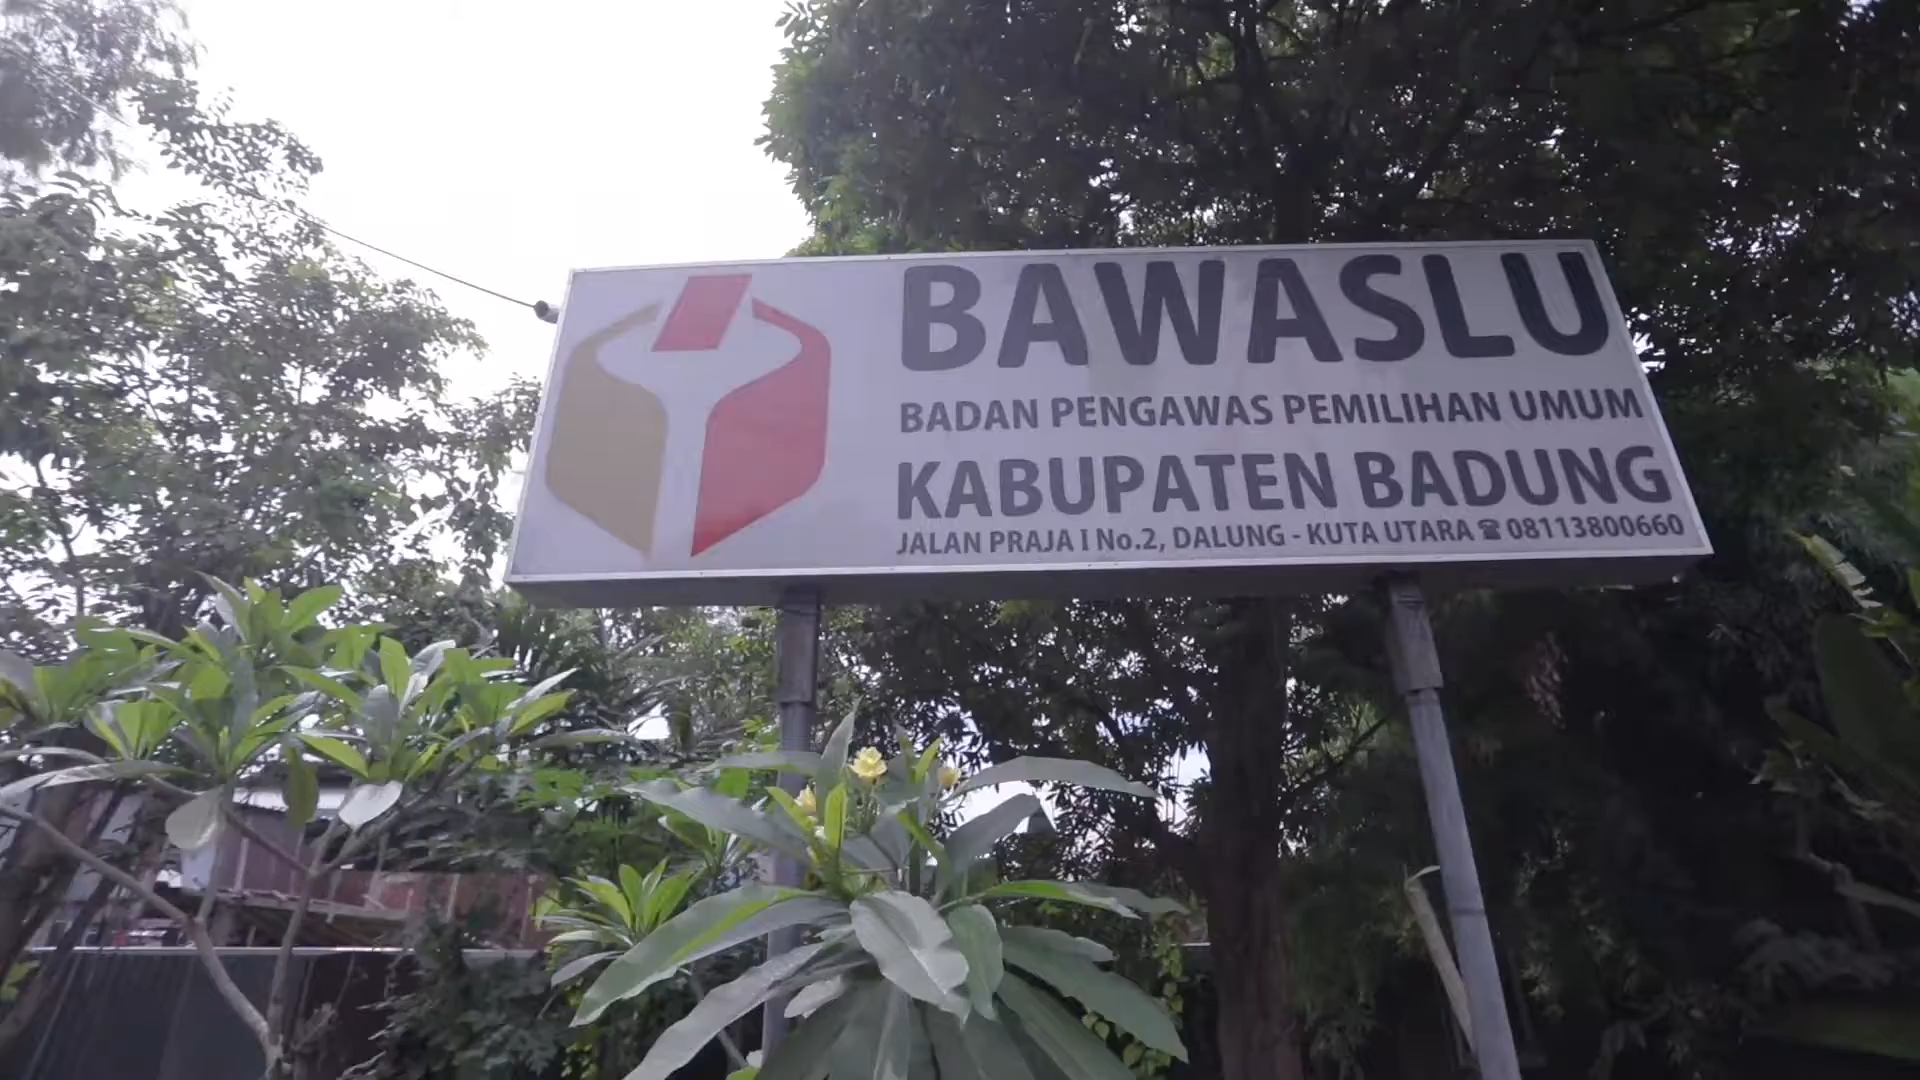 BAWASLU
BADAN PENGAWAS PEMILIHAN UMUM
KABUPATEN BADUNG
JALAN PRAJA I No.2, DALUNG - KUTA UTARA ☎ 08113800660